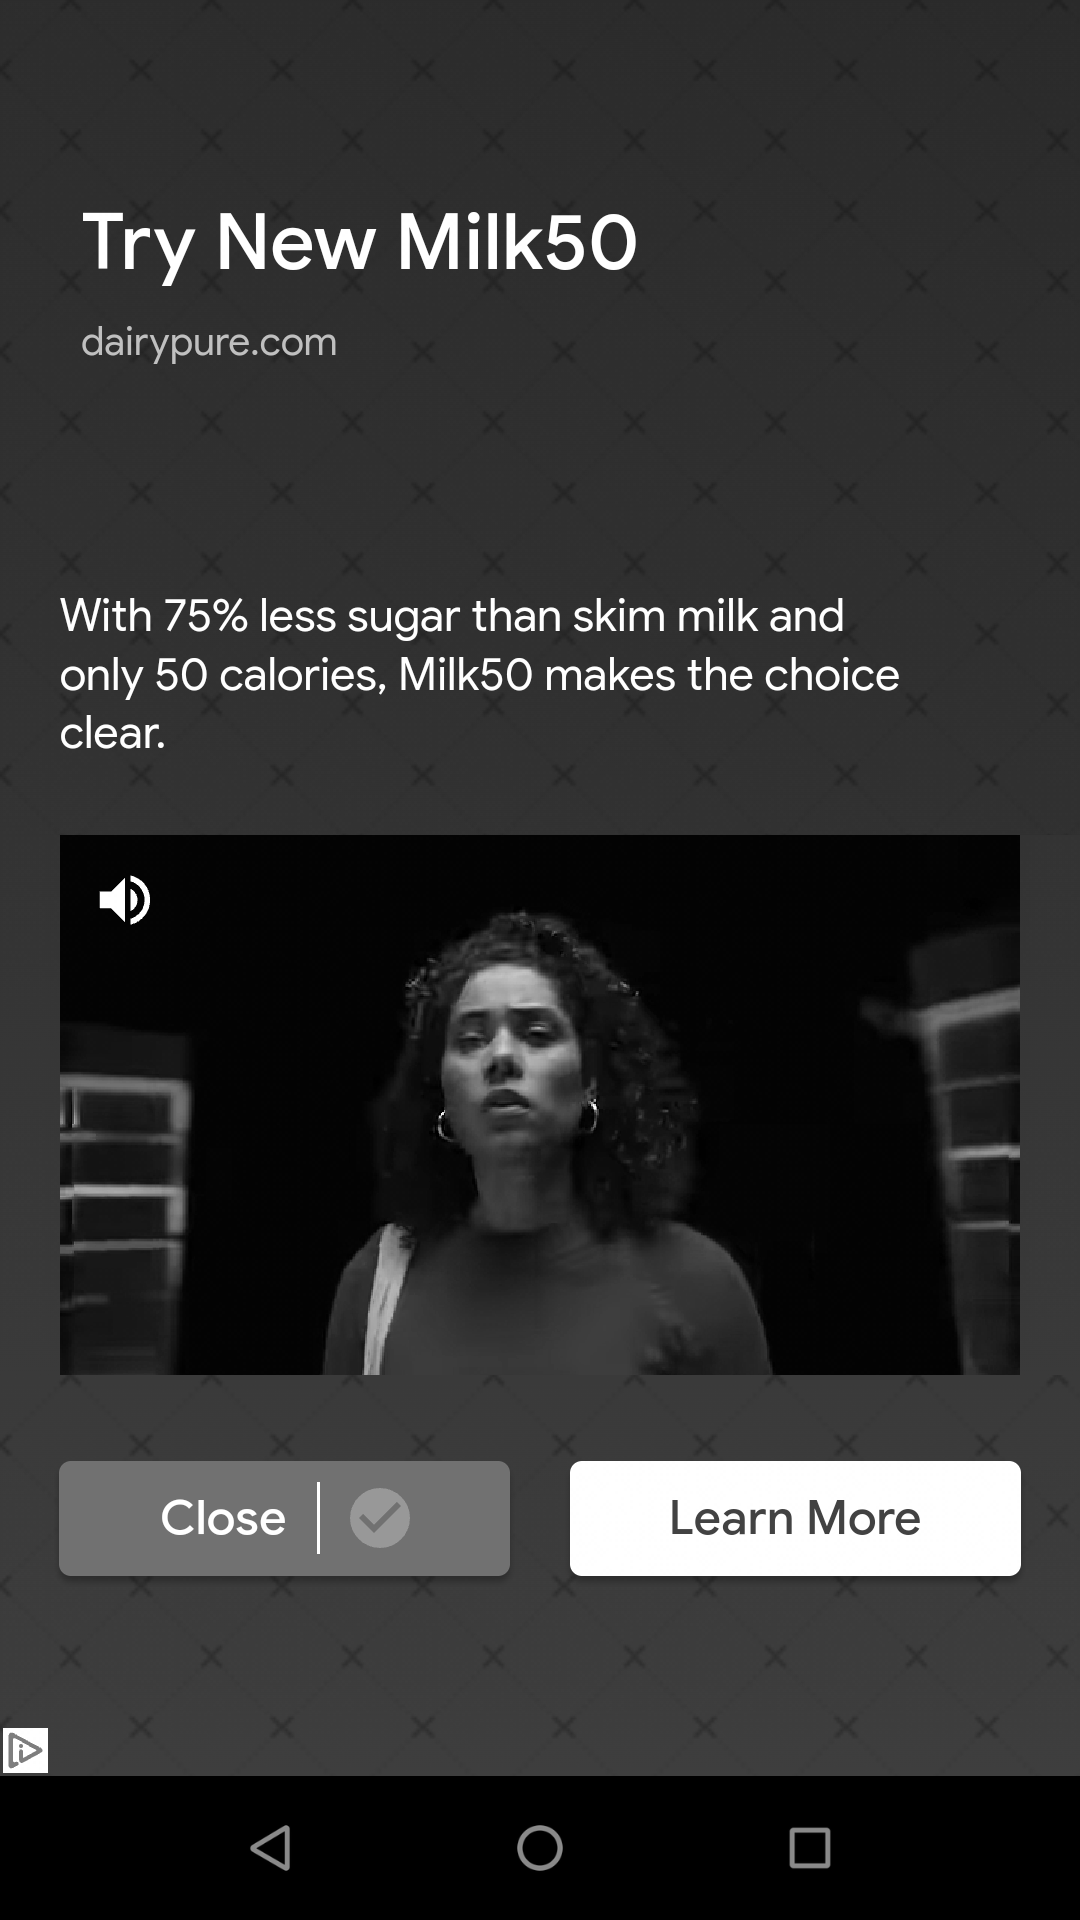 Try New Milk50
dairypure.com
With 75% less sugar than skim milk and
only 50 calories, Milk50 makes the choice
clear.
Close
Learn More